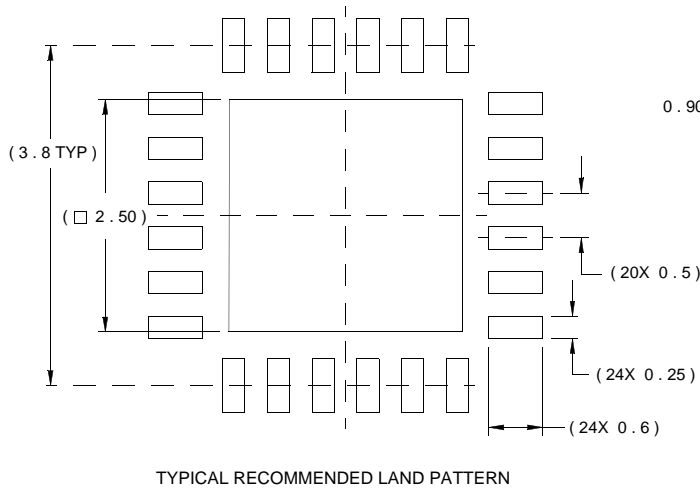 0.90
( 3 . 8 TYP )
( □ 2 . 50 )
( 20X 0.5 )
( 24X 0.25 )
( 24X 0 . 6 )
TYPICAL RECOMMENDED LAND PATTERN